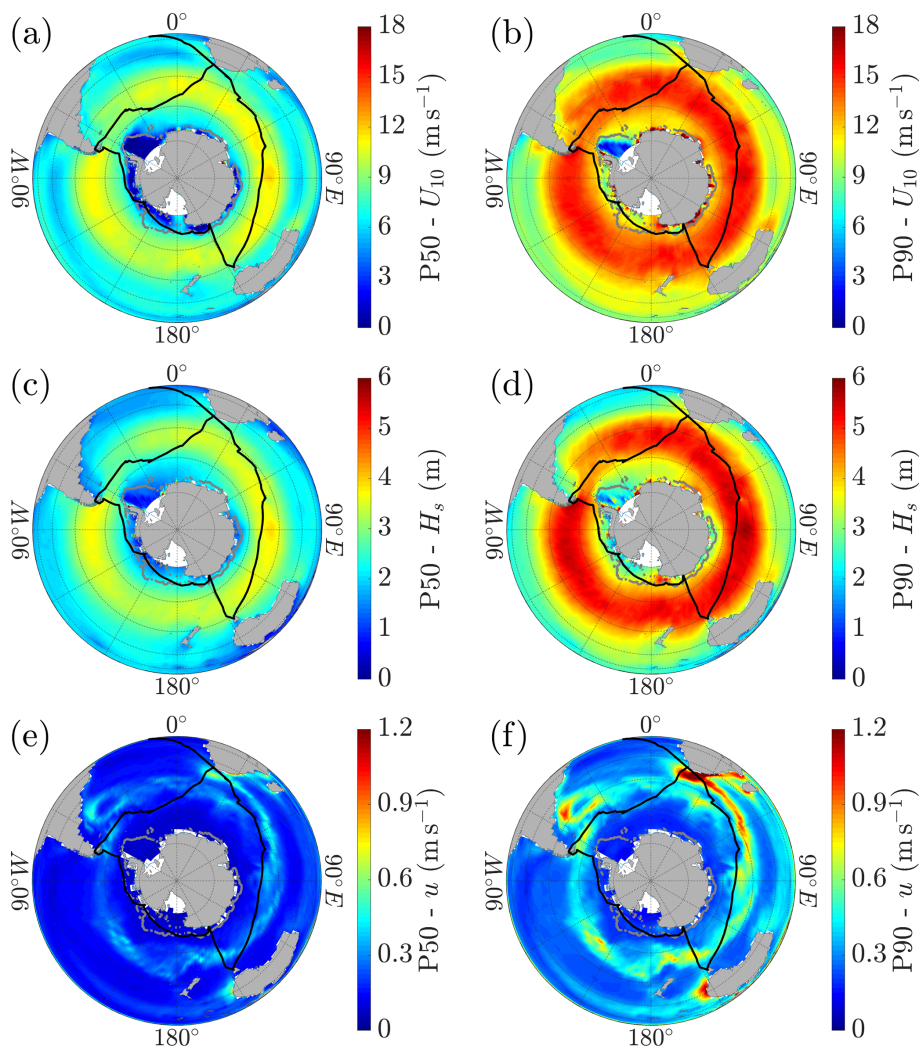 (a)
0°
90°W
90°E
180°
18
15
12
9
6
3
0
P50 - U₁₀ (m s⁻¹)
(b)
0°
90°W
90°E
180°
18
15
12
9
6
3
0
P90 - U₁₀ (m s⁻¹)
(c)
0°
90°W
90°E
180°
6
5
4
3
2
1
0
P50 - Hₛ (m)
(d)
0°
90°W
90°E
180°
6
5
4
3
2
1
0
P90 - Hₛ (m)
(e)
0°
90°W
90°E
180°
1.2
0.9
0.6
0.3
0
P50 - u (m s⁻¹)
(f)
0°
90°W
90°E
180°
1.2
0.9
0.6
0.3
0
P90 - u (m s⁻¹)